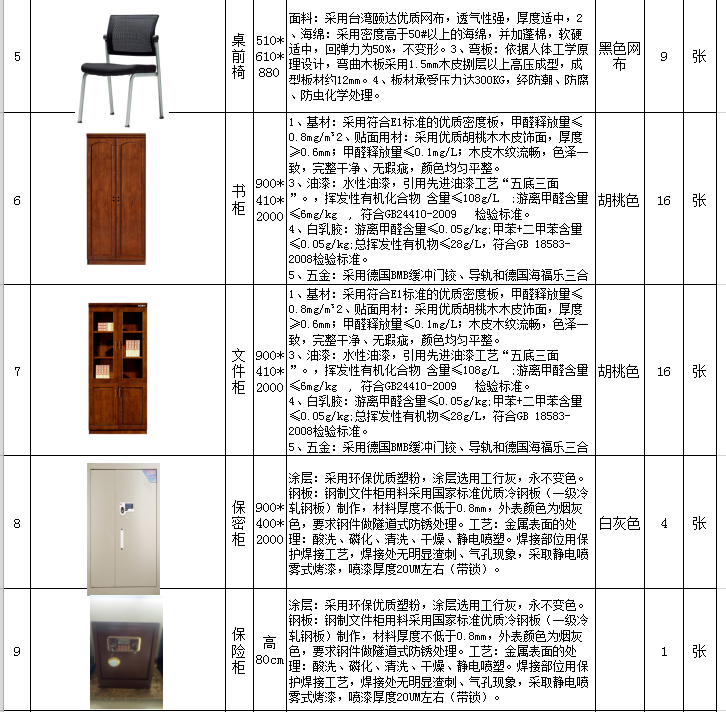 5
桌
前
椅
510*
610*
880
面料：采用台湾颐达优质网布，透气性强，厚度适中，2
、海绵：采用密度高于50#以上的海绵，并加蓬棉，软硬
适中，回弹力为50%，不变形。3、弯板：依据人体工学原
理设计，弯曲木板采用1.5mm木皮捌层以上高压成型，成
型板材约12mm。4、板材承受压力达300KG，经防潮、防腐
、防虫化学处理。
黑色网
布
9
张
6
书
柜
900*
410*
2000
1、基材：采用符合E1标准的优质密度板，甲醛释放量≤
0.8mg/m³2、贴面用材：采用优质胡桃木木皮饰面，厚度
≥0.6mm；甲醛释放量≤0.1mg/L；木皮木纹流畅，色泽一
致，完整干净、无瑕疵，颜色均匀平整。
3、油漆：水性油漆，引用先进油漆工艺“五底三面
”。，挥发性有机化合物 含量≤108g/L ;游离甲醛含量
≤6mg/kg ，符合GB24410-2009 检验标准。
4、白乳胶：游离甲醛含量≤0.05g/kg;甲苯+二甲苯含量
≤0.05g/kg;总挥发性有机物≤28g/L，符合GB 18583-
2008检验标准。
5、五金：采用德国BMB缓冲门铰、导轨和德国海福乐三合
胡桃色
16
张
7
文
件
柜
900*
410*
2000
1、基材：采用符合E1标准的优质密度板，甲醛释放量≤
0.8mg/m³2、贴面用材：采用优质胡桃木木皮饰面，厚度
≥0.6mm；甲醛释放量≤0.1mg/L；木皮木纹流畅，色泽一
致，完整干净、无瑕疵，颜色均匀平整。
3、油漆：水性油漆，引用先进油漆工艺“五底三面
”。，挥发性有机化合物 含量≤108g/L ;游离甲醛含量
≤6mg/kg ，符合GB24410-2009 检验标准。
4、白乳胶：游离甲醛含量≤0.05g/kg;甲苯+二甲苯含量
≤0.05g/kg;总挥发性有机物≤28g/L，符合GB 18583-
2008检验标准。
5、五金：采用德国BMB缓冲门铰、导轨和德国海福乐三合
胡桃色
16
张
8
保
密
柜
900*
400*
2000
涂层：采用环保优质塑粉，涂层选用工行灰，永不变色。
钢板：钢制文件柜用料采用国家标准优质冷钢板（一级冷
轧钢板）制作，材料厚度不低于0.8mm，外表颜色为烟灰
色，要求钢件做隧道式防锈处理。工艺：金属表面的处
理：酸洗、磷化、清洗、干燥、静电喷塑。焊接部位用保
护焊接工艺，焊接处无明显渣刺、气孔现象，采取静电喷
雾式烤漆，喷漆厚度20UM左右（带锁）。
白灰色
4
张
9
保
险
柜
高
80cm
涂层：采用环保优质塑粉，涂层选用工行灰，永不变色。
钢板：钢制文件柜用料采用国家标准优质冷钢板（一级冷
轧钢板）制作，材料厚度不低于0.8mm，外表颜色为烟灰
色，要求钢件做隧道式防锈处理。工艺：金属表面的处
理：酸洗、磷化、清洗、干燥、静电喷塑。焊接部位用保
护焊接工艺，焊接处无明显渣刺、气孔现象，采取静电喷
雾式烤漆，喷漆厚度20UM左右（带锁）。
1
张